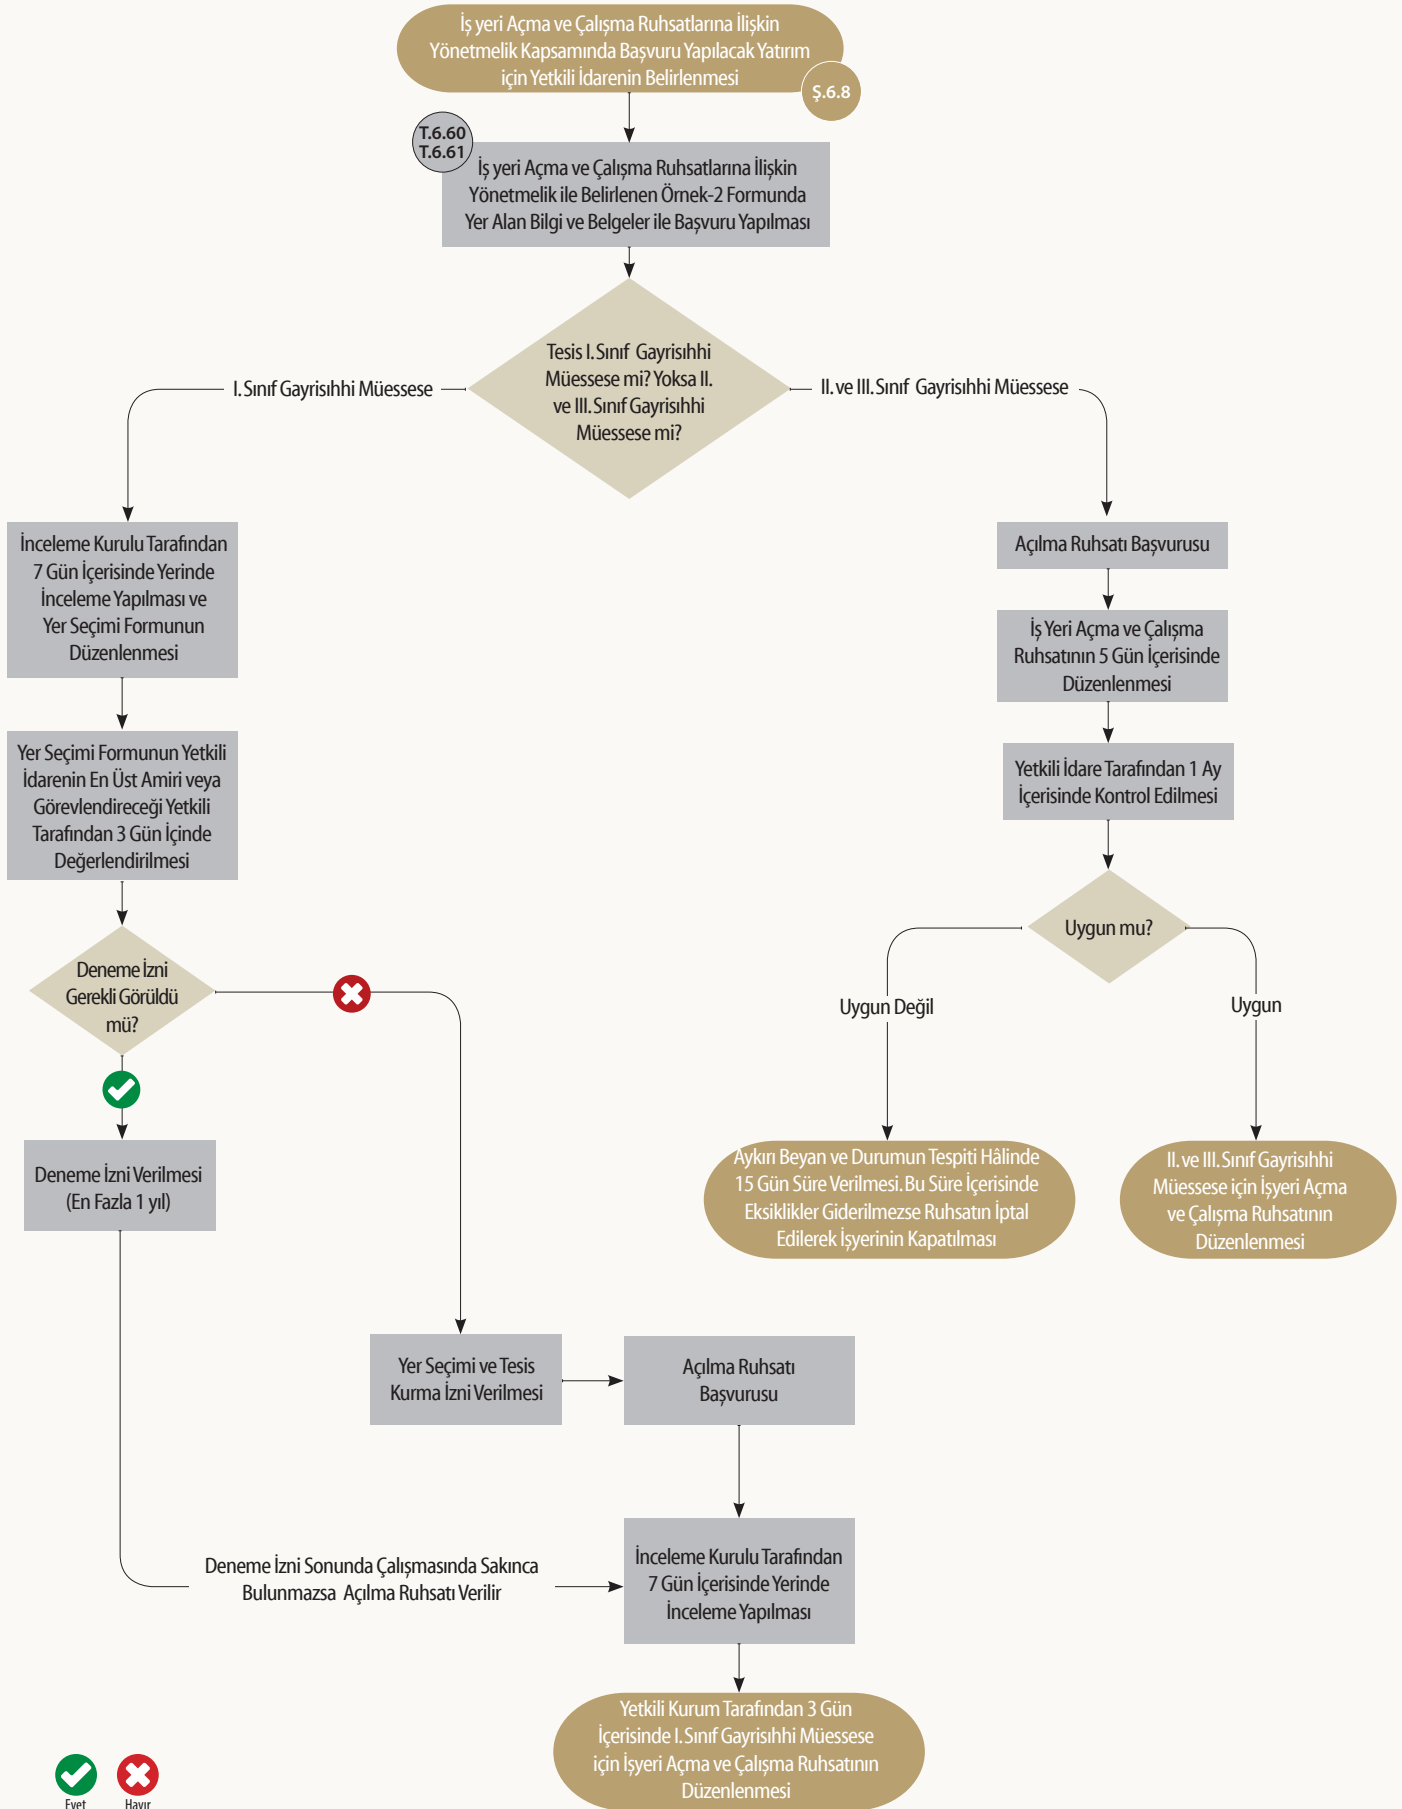 İş yeri Açma ve Çalışma Ruhsatlarına İlişkin
Yönetmelik Kapsamında Başvuru Yapılacak Yatırım
için Yetkili İdarenin Belirlenmesi
Ş.6.8
T.6.60
T.6.61
İş yeri Açma ve Çalışma Ruhsatlarına İlişkin
Yönetmelik ile Belirlenen Örnek-2 Formunda
Yer Alan Bilgi ve Belgeler ile Başvuru Yapılması
Tesis I. Sınıf Gayrisıhhi
Müessese mi? Yoksa II.
ve III. Sınıf Gayrisıhhi
Müessese mi?
I. Sınıf Gayrisıhhi Müessese
II. ve III. Sınıf Gayrisıhhi Müessese
İnceleme Kurulu Tarafından
7 Gün İçerisinde Yerinde
İnceleme Yapılması ve
Yer Seçimi Formunun
Düzenlenmesi
Açılma Ruhsatı Başvurusu
İş Yeri Açma ve Çalışma
Ruhsatının 5 Gün İçerisinde
Düzenlenmesi
Yer Seçimi Formunun Yetkili
İdarenin En Üst Amiri veya
Görevlendireceği Yetkili
Tarafından 3 Gün İçinde
Değerlendirilmesi
Yetkili İdare Tarafından 1 Ay
İçerisinde Kontrol Edilmesi
Uygun mu?
Deneme İzni
Gerekli Görüldü
mü?
Uygun Değil
Uygun
Deneme İzni Verilmesi
(En Fazla 1 yıl)
Aykırı Beyan ve Durumun Tespiti Hâlinde
15 Gün Süre Verilmesi. Bu Süre İçerisinde
Eksiklikler Giderilmezse Ruhsatın İptal
Edilerek İşyerinin Kapatılması
II. ve III. Sınıf Gayrisıhhi
Müessese için İşyeri Açma
ve Çalışma Ruhsatının
Düzenlenmesi
Yer Seçimi ve Tesis
Kurma İzni Verilmesi
Açılma Ruhsatı
Başvurusu
Deneme İzni Sonunda Çalışmasında Sakınca
Bulunmazsa Açılma Ruhsatı Verilir
İnceleme Kurulu Tarafından
7 Gün İçerisinde Yerinde
İnceleme Yapılması
Yetkili Kurum Tarafından 3 Gün
İçerisinde I. Sınıf Gayrisıhhi Müessese
için İşyeri Açma ve Çalışma Ruhsatının
Düzenlenmesi
Evet
Hayır